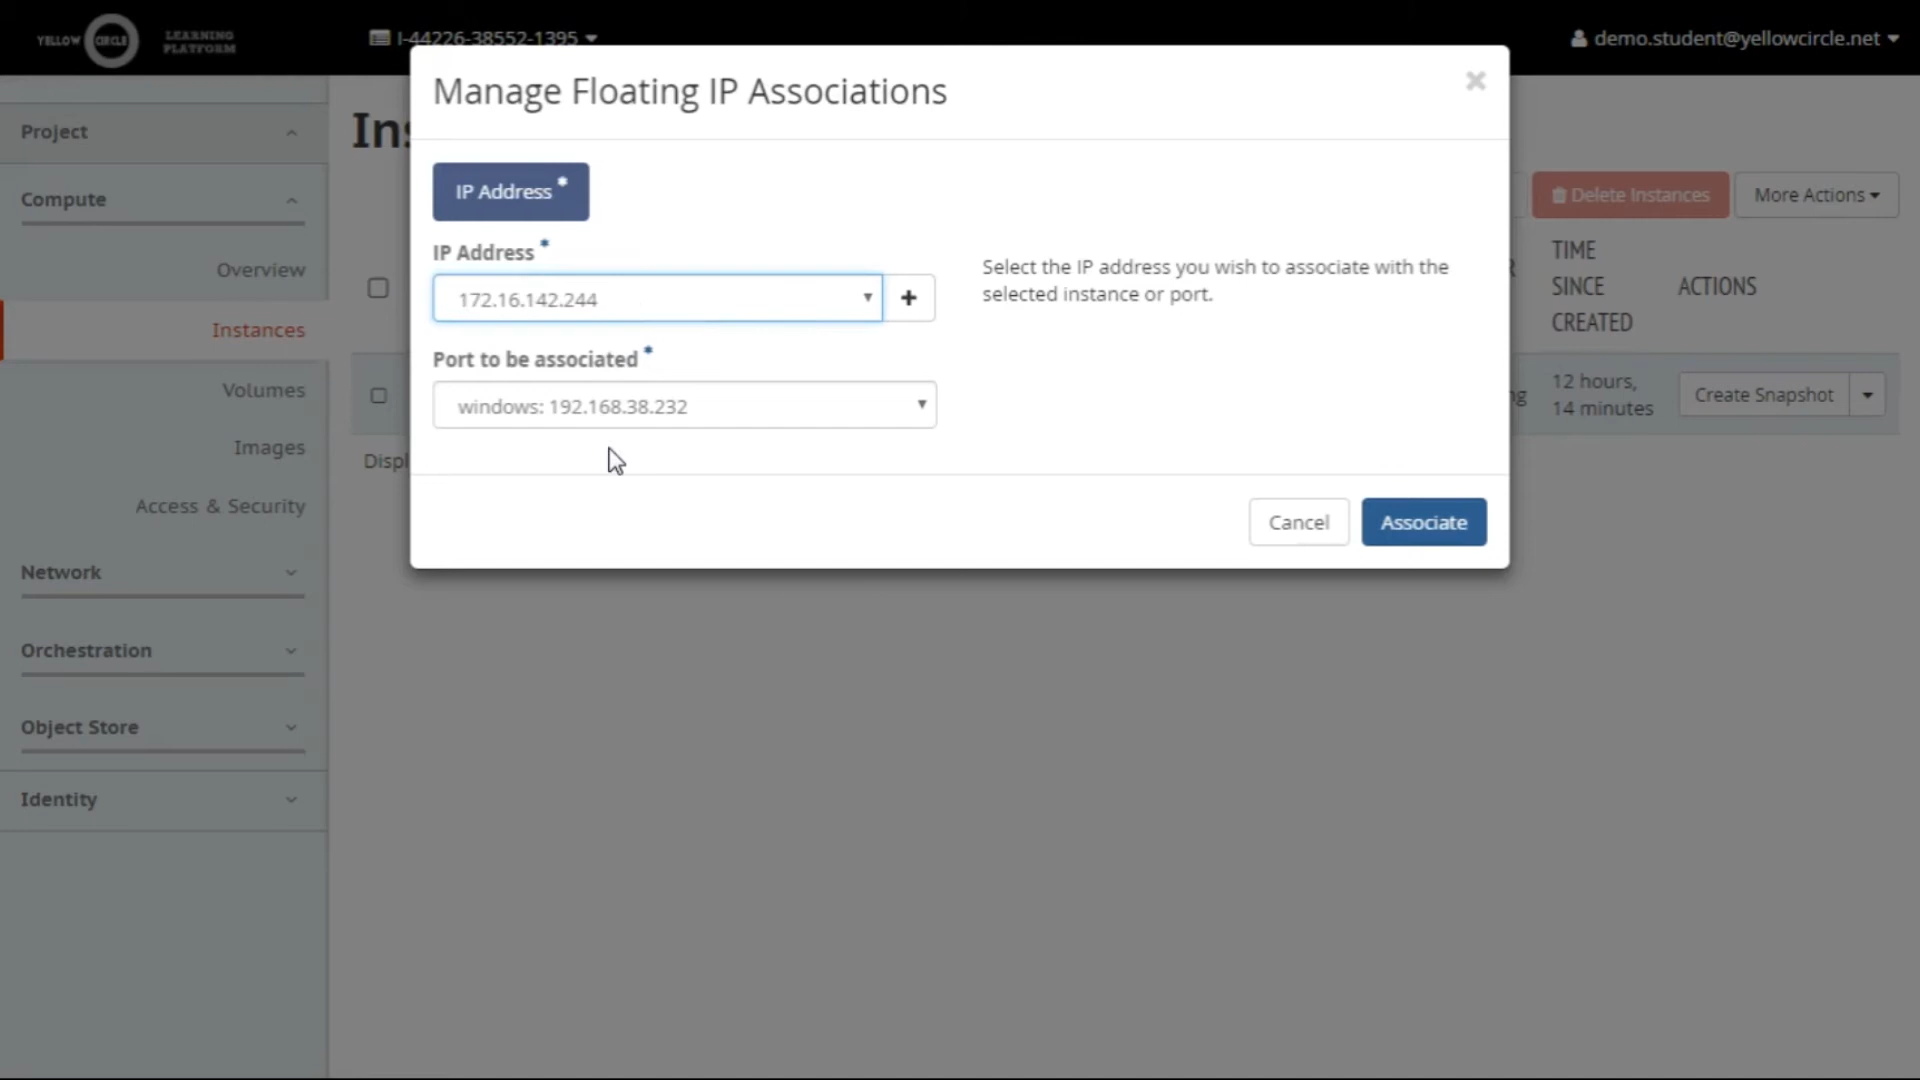 YELLOW CIRCLE LEARNING
PLATFORM
I-44226-38552-1395
demo.student@yellowcircle.net
Project
Compute
Overview
Instances
Volumes
Images
Access & Security
Network
Orchestration
Object Store
Identity
Ins
Manage Floating IP Associations
×
IP Address *
IP Address *
172.16.142.244
+
Select the IP address you wish to associate with the
selected instance or port.
Port to be associated *
windows: 192.168.38.232
Cancel
Associate
Delete Instances
More Actions
TIME
SINCE
CREATED
ACTIONS
ng
12 hours,
14 minutes
Create Snapshot
Displ